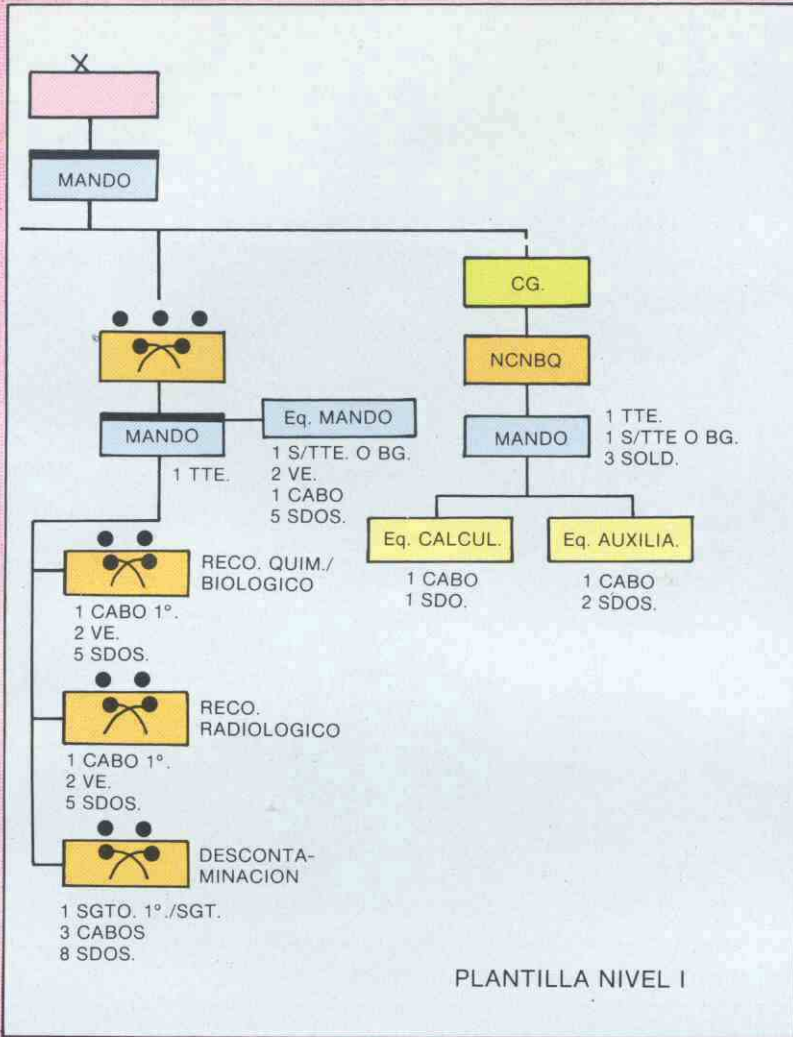 X
MANDO
CG.
NCNBQ
MANDO
1 TTE.
Eq. MANDO
1 S/TTE. O BG.
2 VE.
1 CABO
5 SDOS.
MANDO
1 TTE.
1 S/TTE O BG.
3 SOLD.
Eq. CALCUL.
1 CABO
1 SDO.
Eq. AUXILIA.
1 CABO
2 SDOS.
RECO. QUIM./
BIOLOGICO
1 CABO 1º.
2 VE.
5 SDOS.
RECO.
RADIOLOGICO
1 CABO 1º.
2 VE.
5 SDOS.
DESCONTA-
MINACION
1 SGTO. 1º./SGT.
3 CABOS
8 SDOS.
PLANTILLA NIVEL I